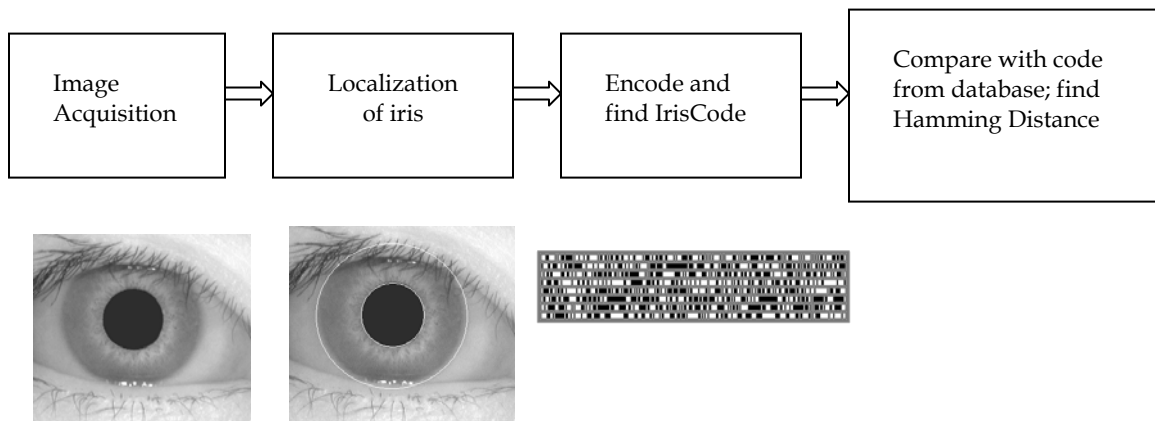 Image
Acquisition
Localization
of iris
Encode and
find IrisCode
Compare with code
from database; find
Hamming Distance